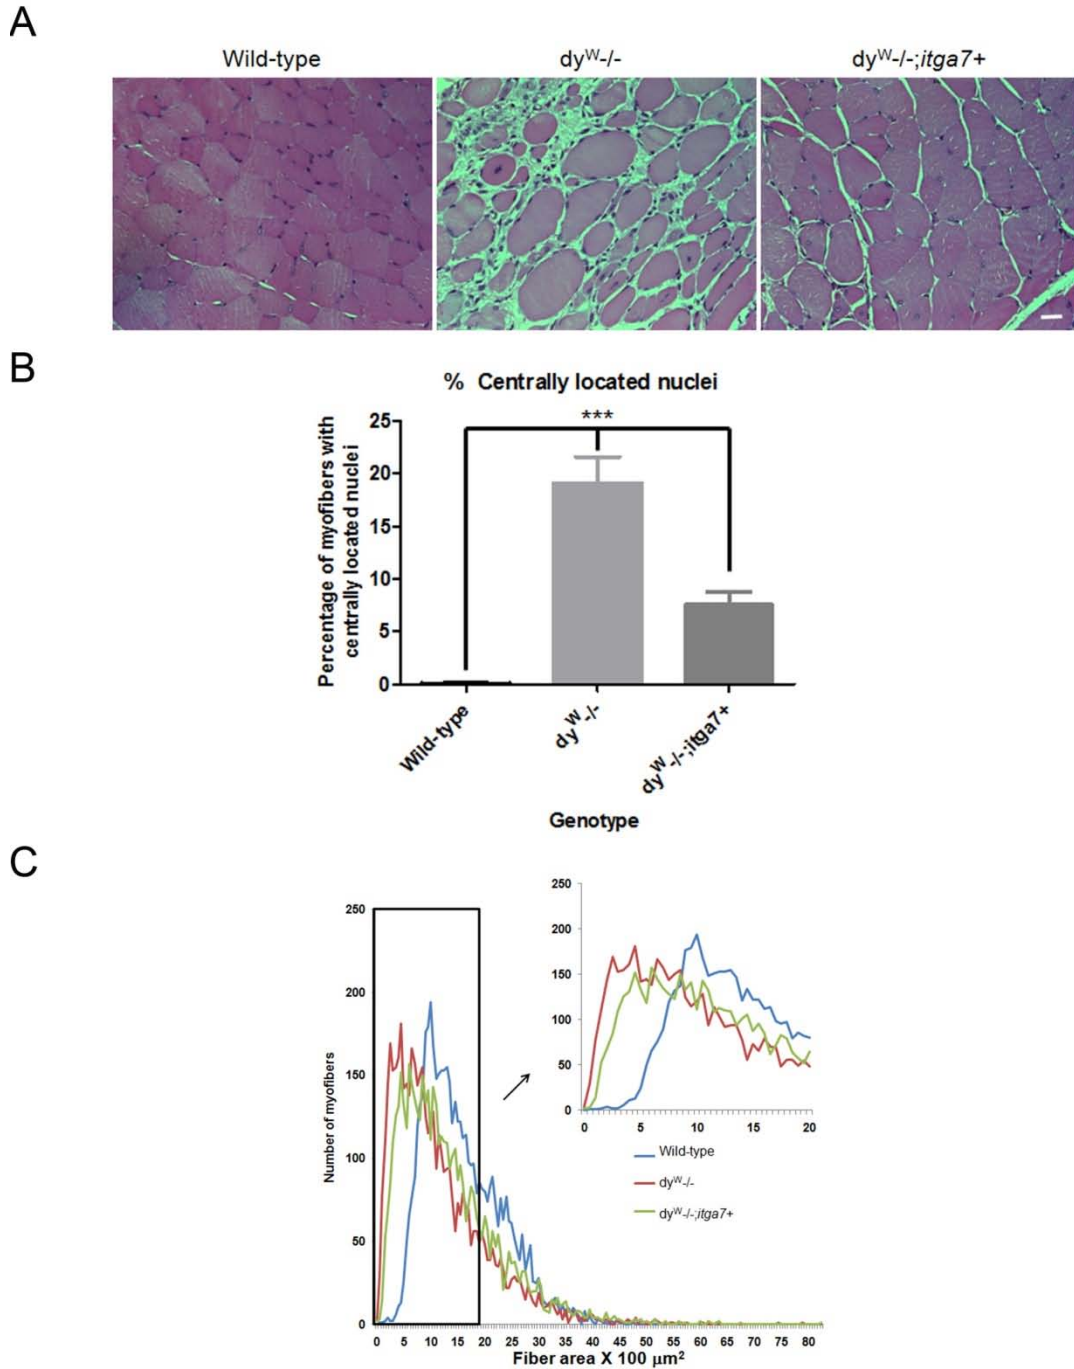 A
Wild-type
dyW-/-
dyW-/-;itga7+
B
% Centrally located nuclei
Percentage of myofibers with
centrally located nuclei
25
20
15
10
5
0
***
Wild-type
dyW-/-
dyW-/-;itga7+
Genotype
C
Number of myofibers
250
200
150
100
50
0
0 5 10 15 20 25 30 35 40 45 50 55 60 65 70 75 80
Fiber area X 100 μm2
250
200
150
100
50
0
0 5 10 15 20
Wild-type
dyW-/-
dyW-/-;itga7+